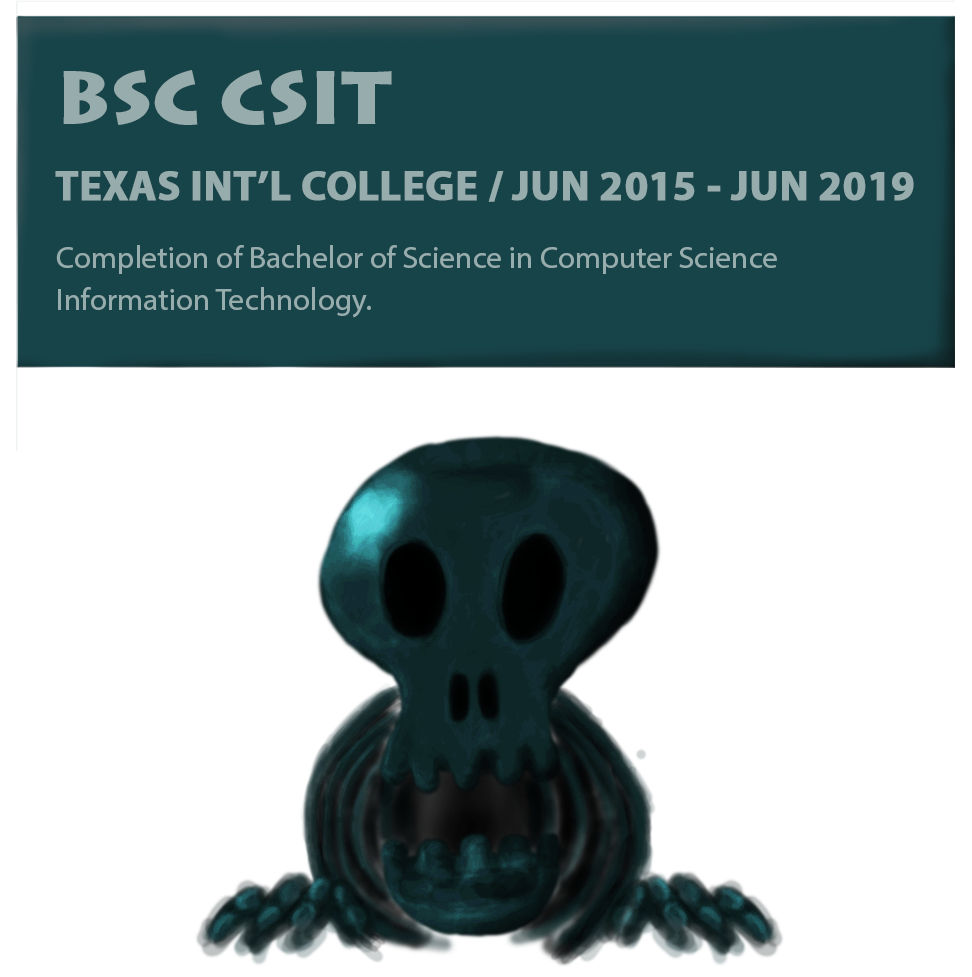 BSC CSIT
TEXAS INT’L COLLEGE / JUN 2015 - JUN 2019
Completion of Bachelor of Science in Computer Science
Information Technology.